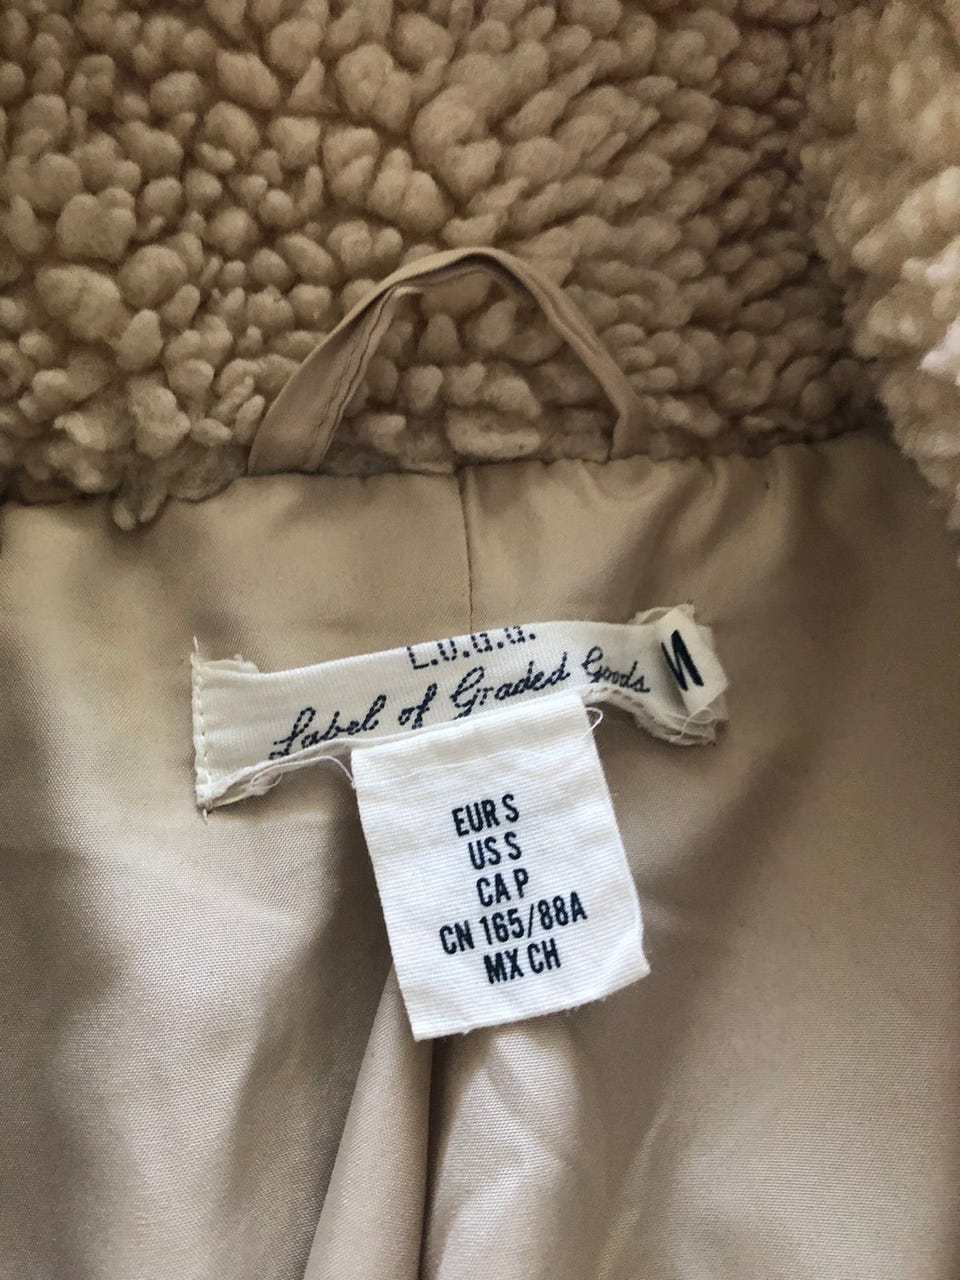 L.O.G.G.
Label of Graded Goods
EUR S
US S
CA P
CN 165/88A
MX CH